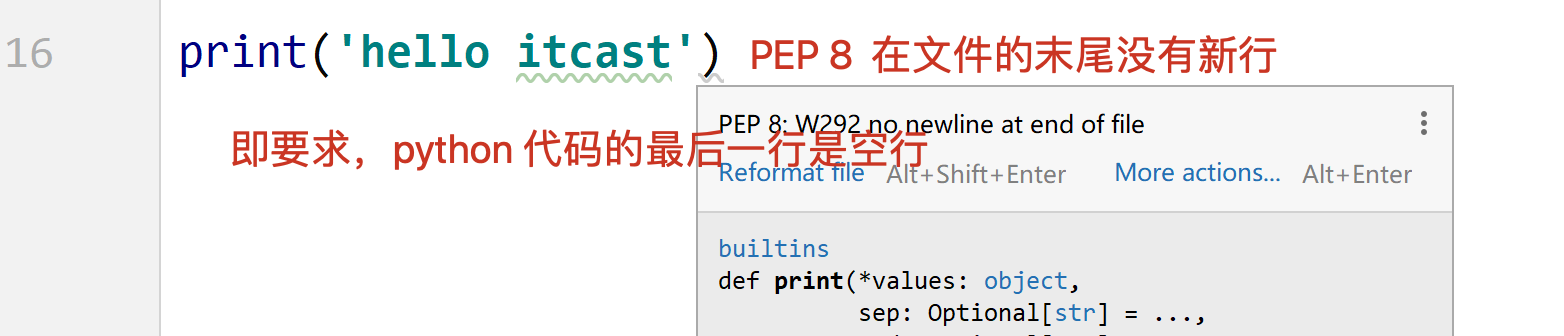 16 print('hello itcast') PEP 8 在文件的末尾没有新行
PEP 8: W292 no newline at end of file
即要求，python 代码的最后一行是空行
Reformat file Alt+Shift+Enter More actions... Alt+Enter
builtins
def print(*values: object,
sep: Optional[str] = ...,